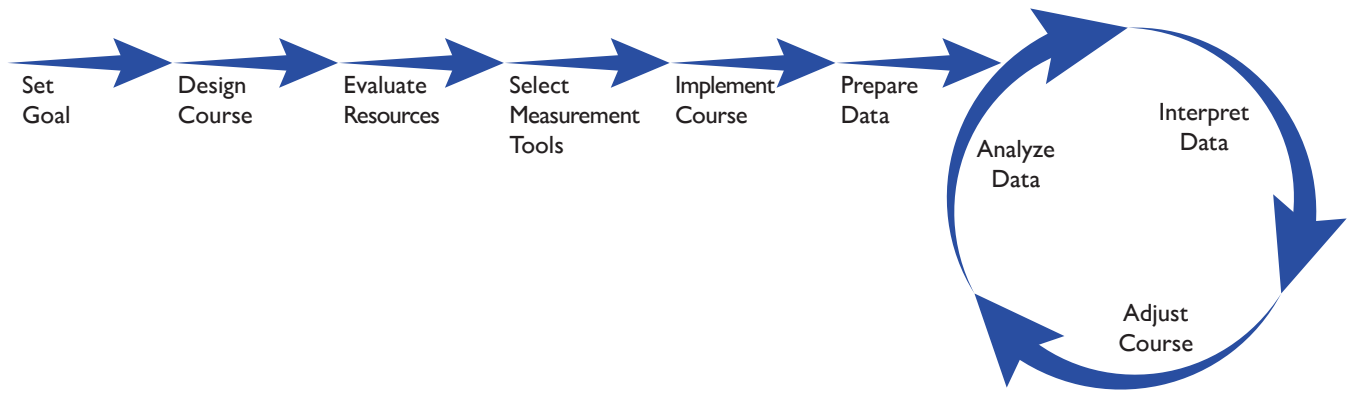 Set
Goal
Design
Course
Evaluate
Resources
Select
Measurement
Tools
Implement
Course
Prepare
Data
Analyze
Data
Interpret
Data
Adjust
Course